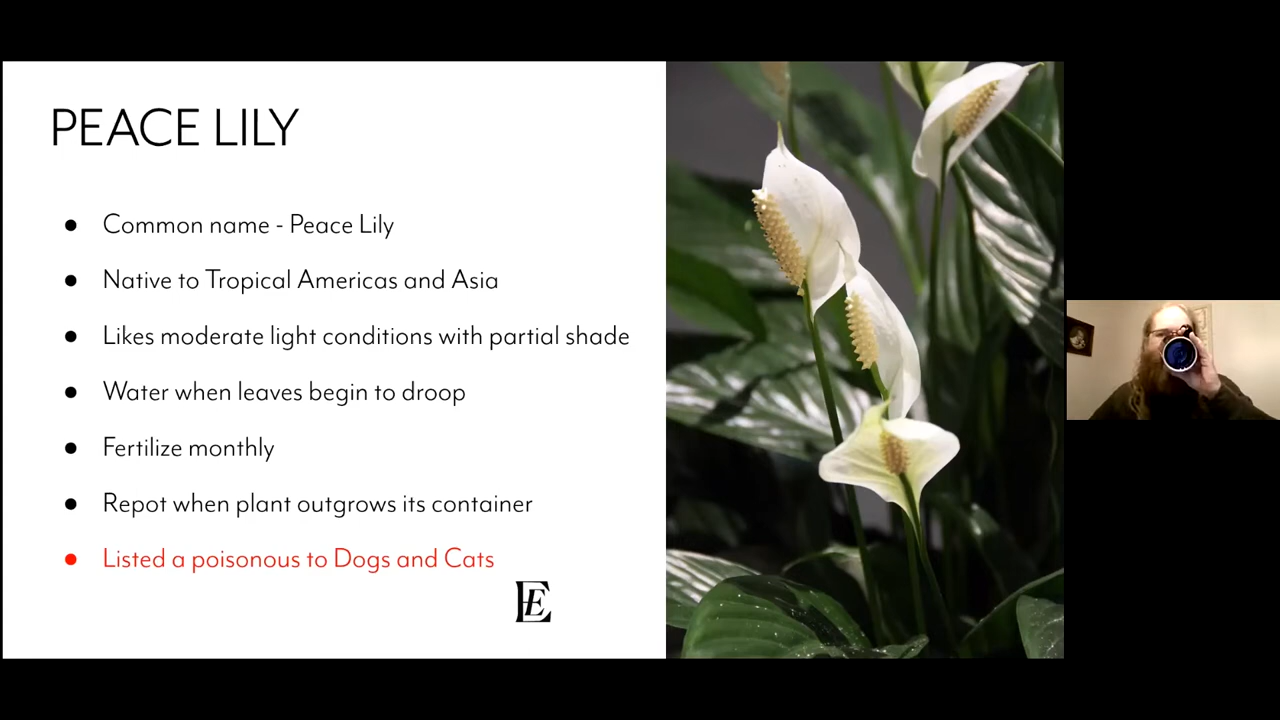 PEACE LILY
● Common name - Peace Lily
● Native to Tropical Americas and Asia
● Likes moderate light conditions with partial shade
● Water when leaves begin to droop
● Fertilize monthly
● Repot when plant outgrows its container
● Listed a poisonous to Dogs and Cats
EE